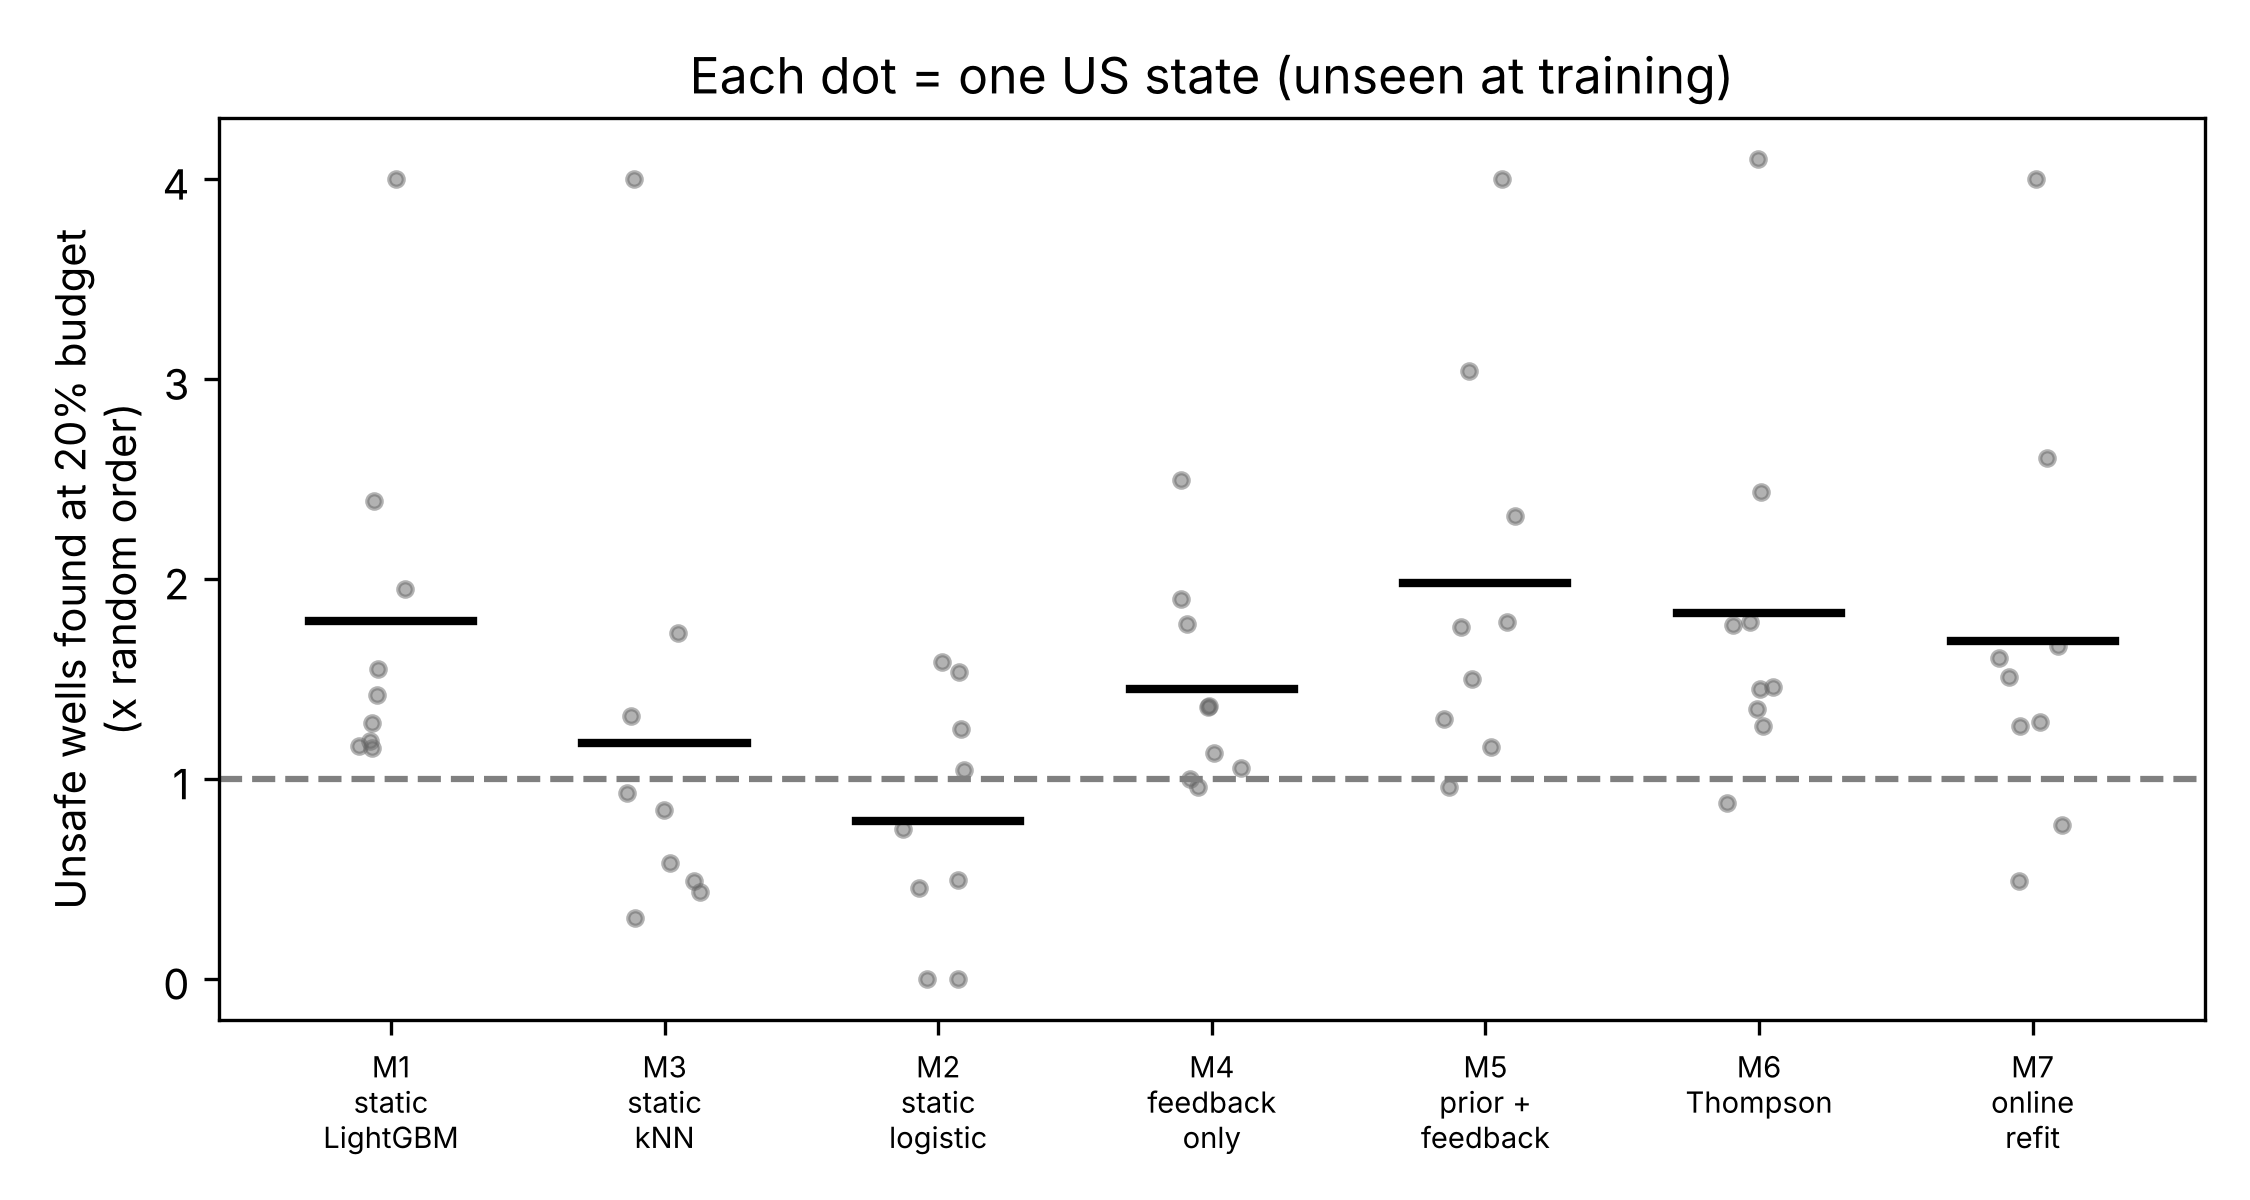 Each dot = one US state (unseen at training)
Unsafe wells found at 20% budget
(x random order)
4
3
2
1
0
M1
static
LightGBM
M3
static
kNN
M2
static
logistic
M4
feedback
only
M5
prior +
feedback
M6
Thompson
M7
online
refit